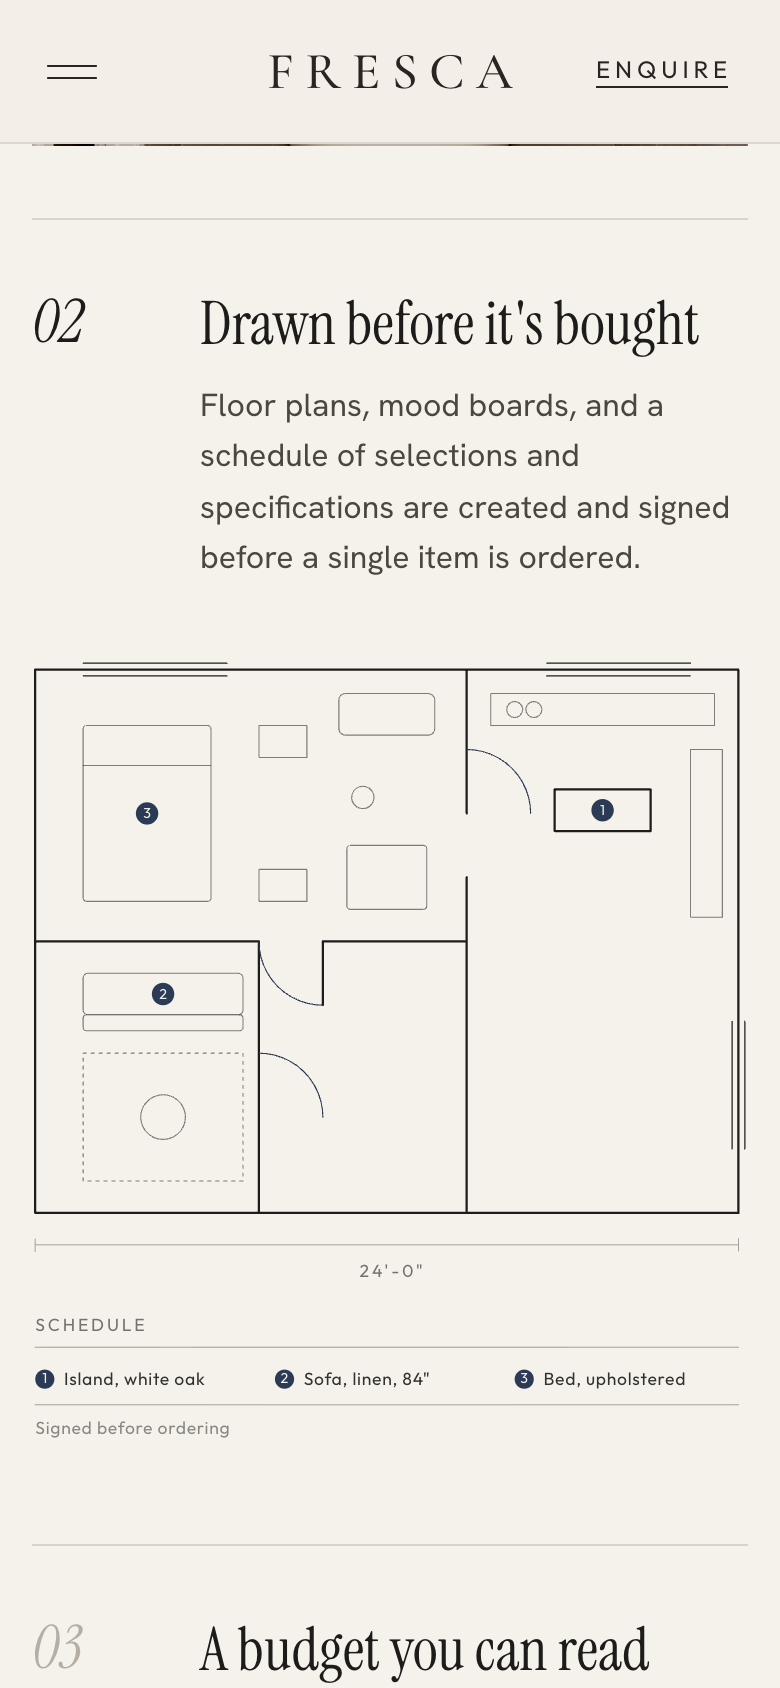 FRESCA
ENQUIRE
02
Drawn before it's bought
Floor plans, mood boards, and a
schedule of selections and
specifications are created and signed
before a single item is ordered.
3
1
2
24'-0"
SCHEDULE
1 Island, white oak
2 Sofa, linen, 84"
3 Bed, upholstered
Signed before ordering
03
A budget you can read